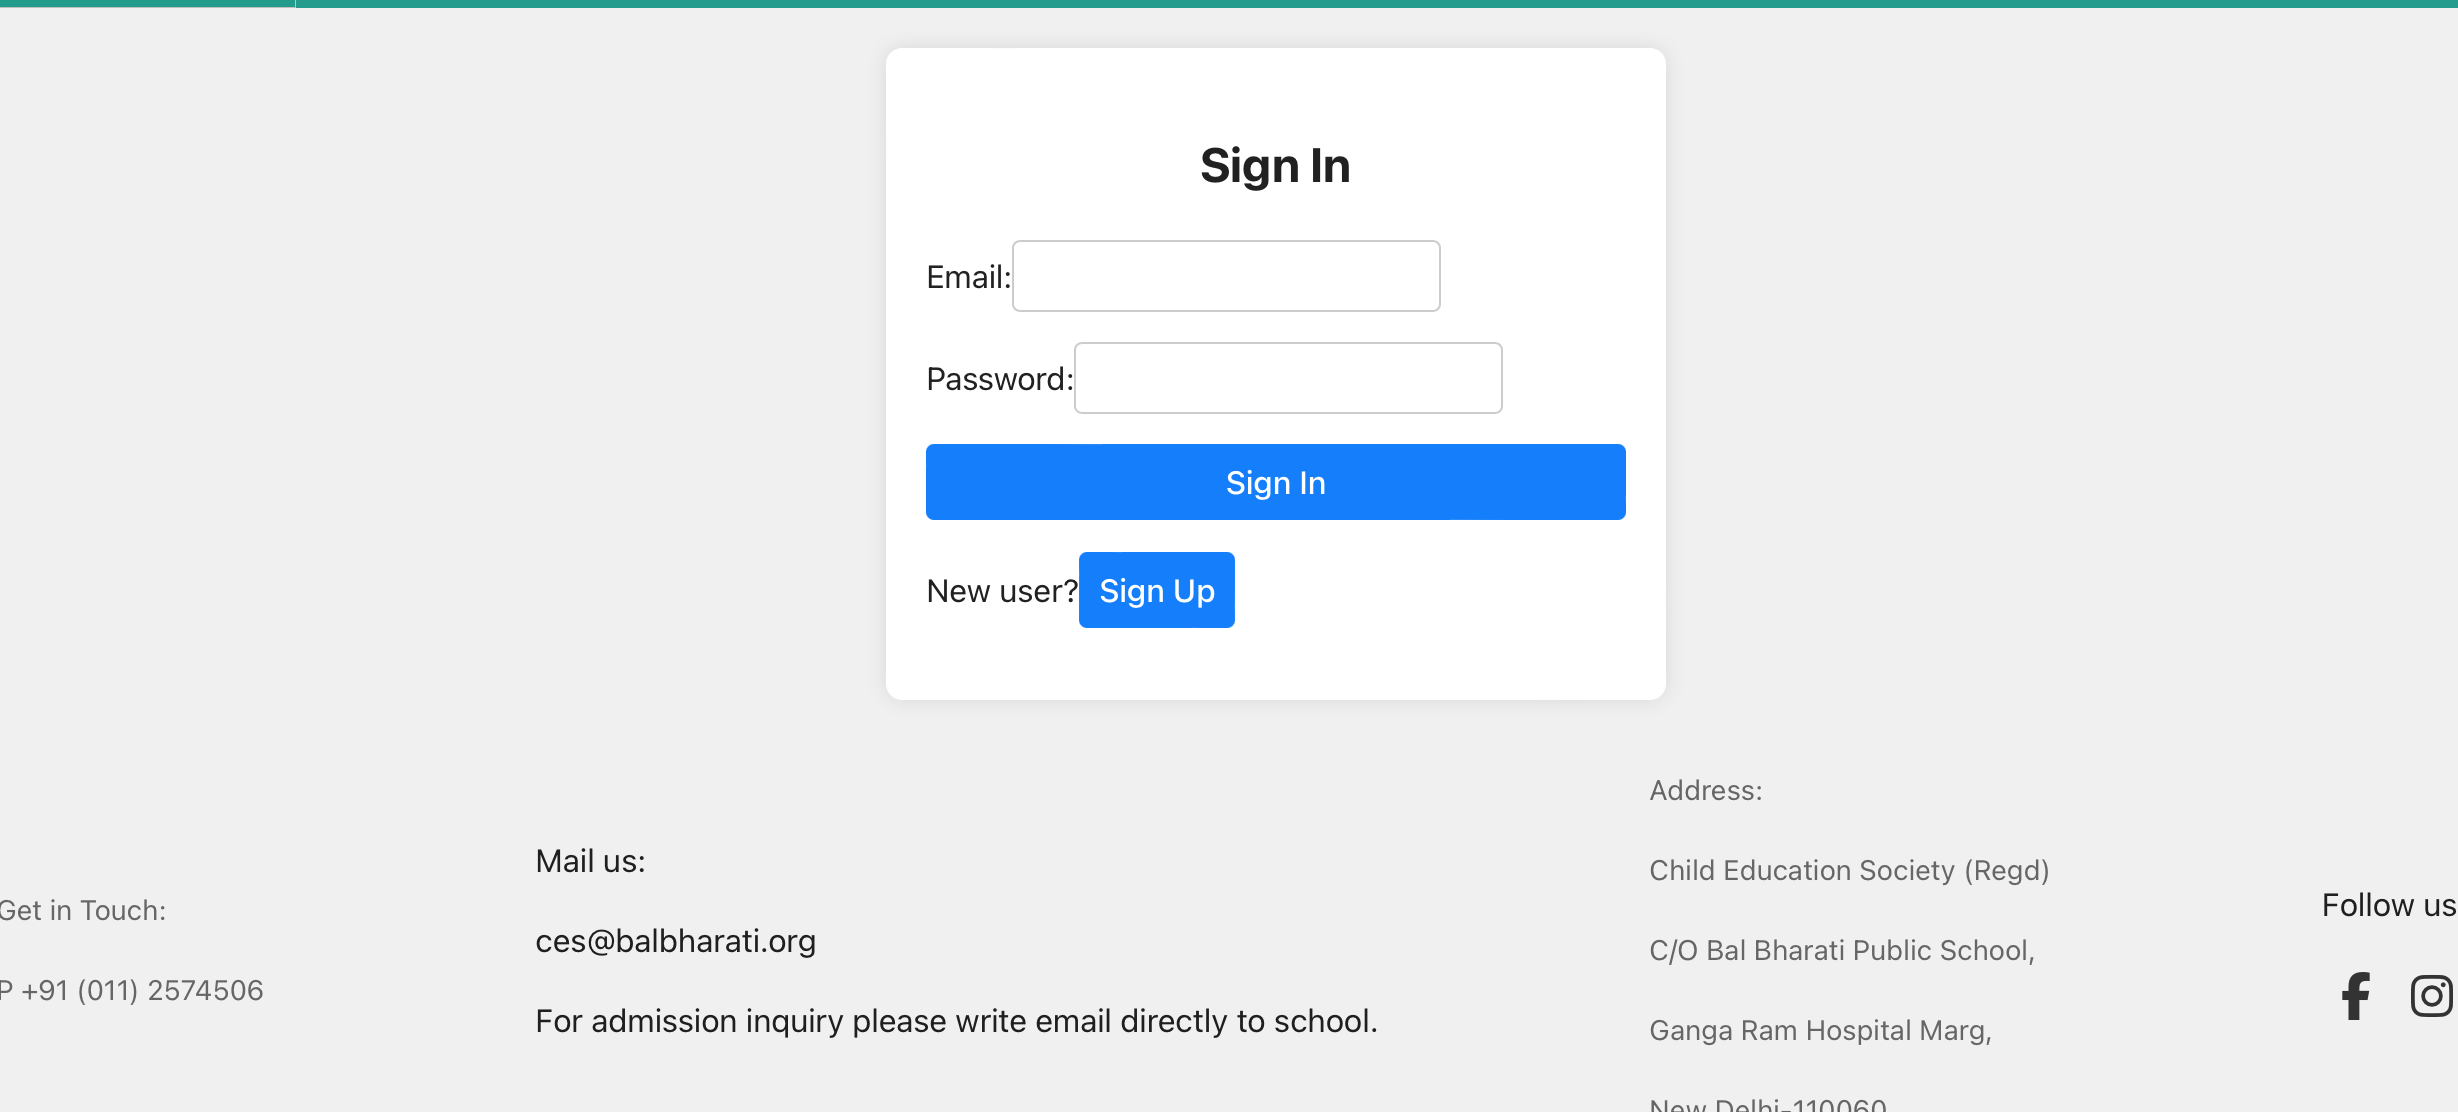 Sign In
Email:
Password:
Sign In
New user? Sign Up
Get in Touch:
P +91 (011) 2574506
Mail us:
ces@balbharati.org
For admission inquiry please write email directly to school.
Address:
Child Education Society (Regd)
C/O Bal Bharati Public School,
Ganga Ram Hospital Marg,
New Delhi-110060
Follow us